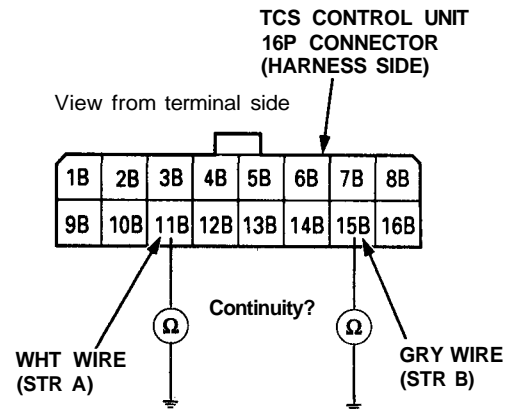 TCS CONTROL UNIT
16P CONNECTOR
(HARNESS SIDE)
View from terminal side
1B 2B 3B 4B 5B 6B 7B 8B
9B 10B 11B 12B 13B 14B 15B 16B
Continuity?
Ω Ω
WHT WIRE
(STR A)
GRY WIRE
(STR B)